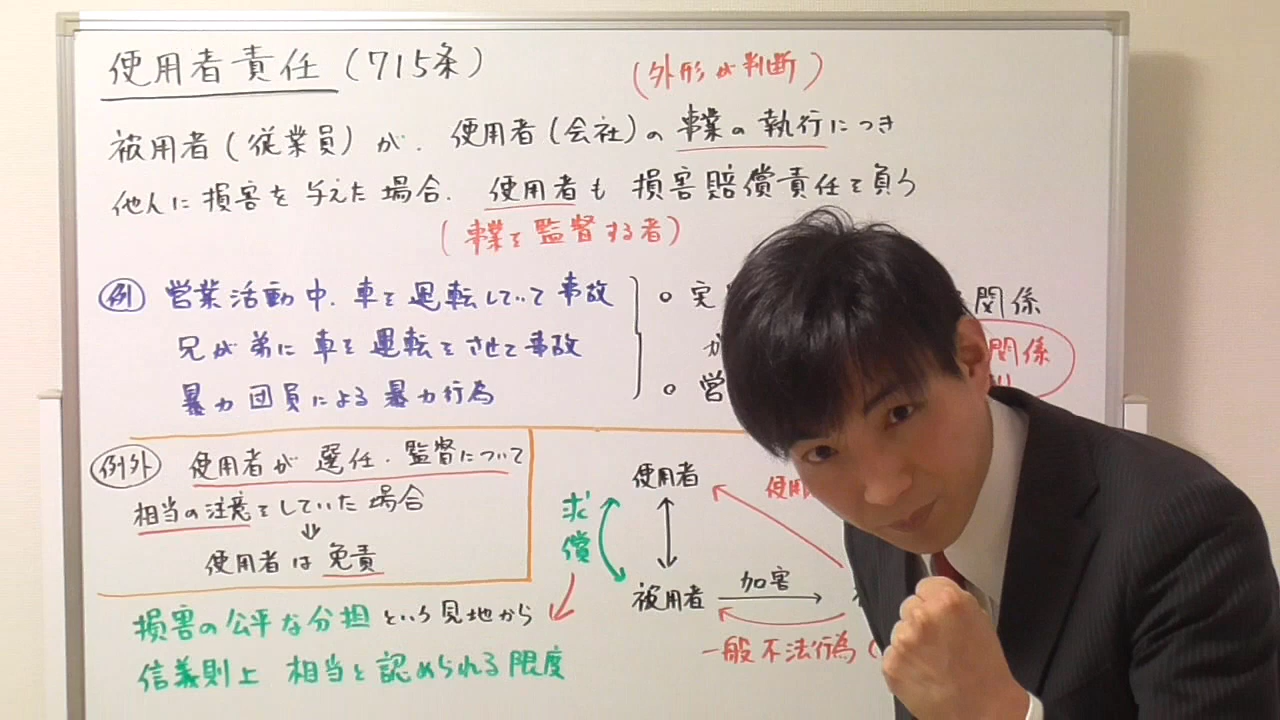 使用者責任(715条)
(外形が判断)
被用者(従業員)が、使用者(会社)の事業の執行につき
他人に損害を与えた場合、使用者も損害賠償責任を負う
(事業を監督する者)
例 営業活動中、車を運転していて事故
兄が弟に車を運転をさせて事故
暴力団員による暴力行為
○ 実
関係
が
関係
○ 営
例外 使用者が選任、監督について
相当の注意をしていた場合
⇓
使用者は免責
使用者
使用
求償
被用者
加害
一般不法行為(
損害の公平な分担という見地から
信義則上 相当と認められる限度